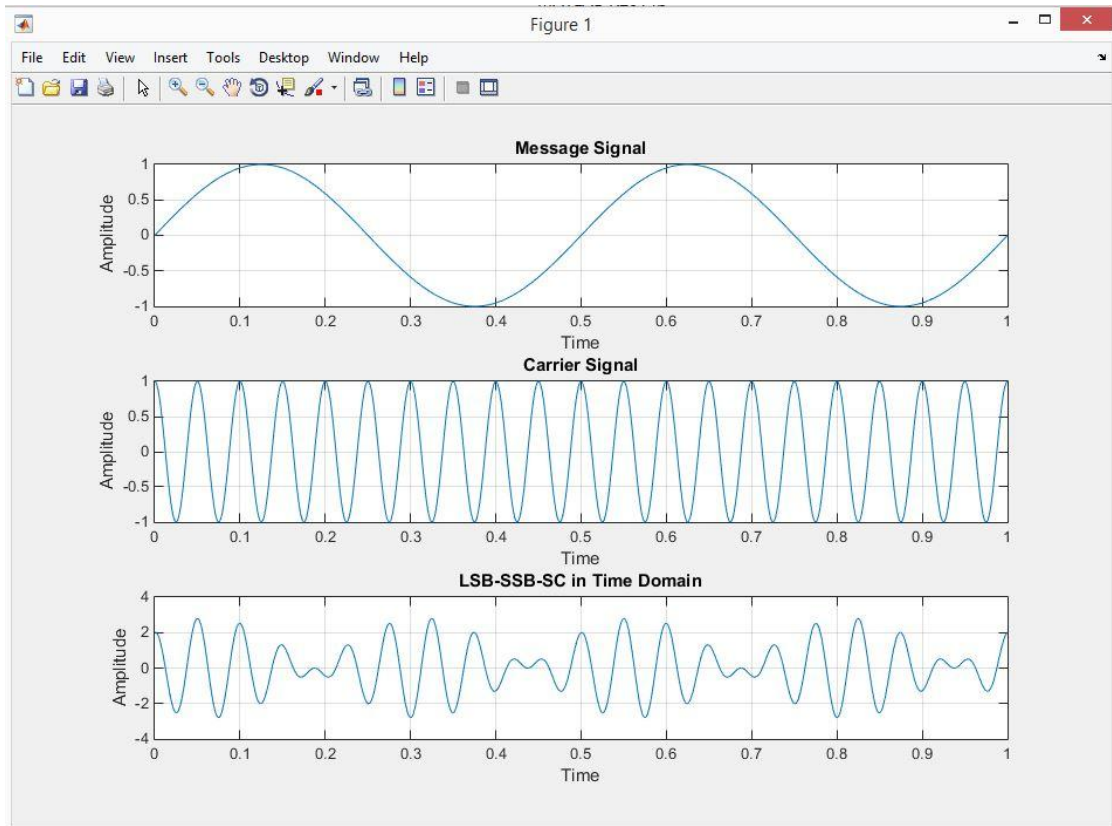 Figure 1
File Edit View Insert Tools Desktop Window Help
Message Signal
Amplitude
1
0.5
0
-0.5
-1
0 0.1 0.2 0.3 0.4 0.5 0.6 0.7 0.8 0.9 1
Time
Carrier Signal
Amplitude
1
0.5
0
-0.5
-1
0 0.1 0.2 0.3 0.4 0.5 0.6 0.7 0.8 0.9 1
Time
LSB-SSB-SC in Time Domain
Amplitude
4
2
0
-2
-4
0 0.1 0.2 0.3 0.4 0.5 0.6 0.7 0.8 0.9 1
Time